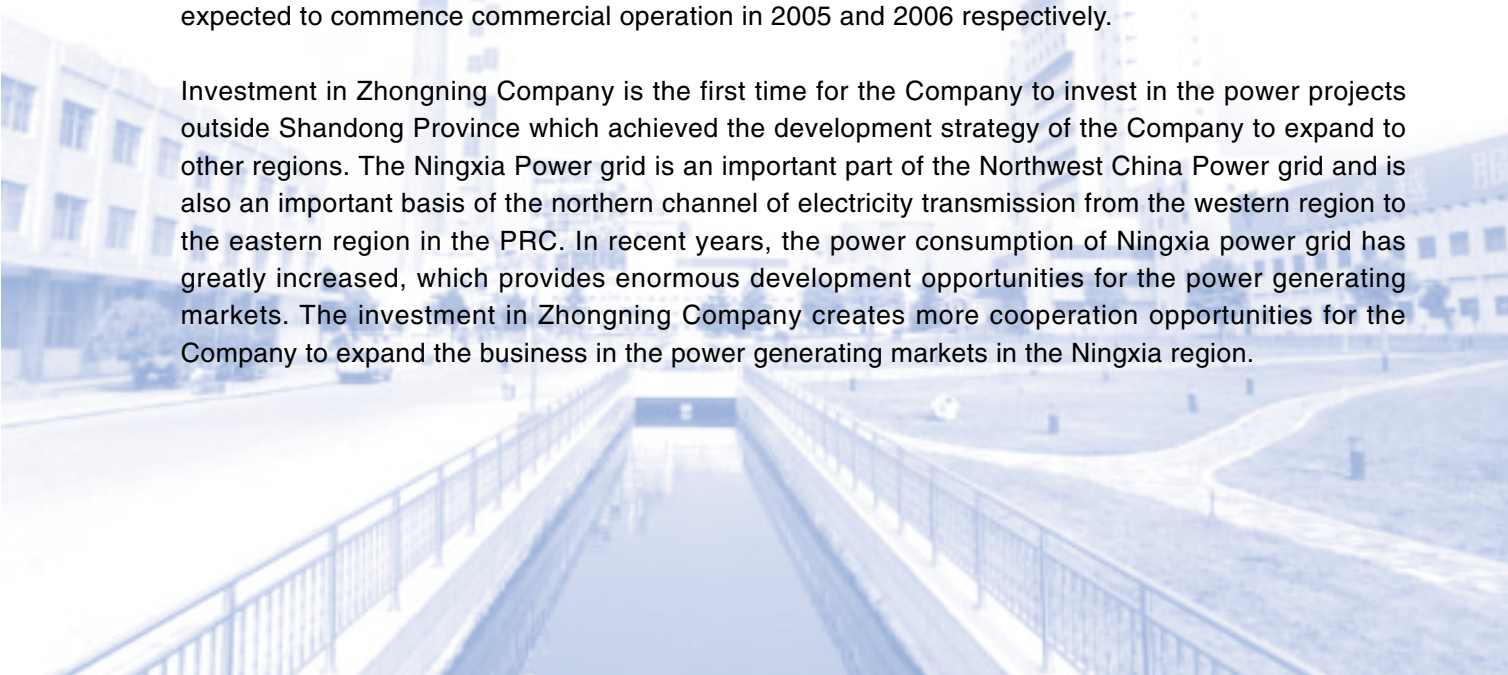 expected to commence commercial operation in 2005 and 2006 respectively.
Investment in Zhongning Company is the first time for the Company to invest in the power projects
outside Shandong Province which achieved the development strategy of the Company to expand to
other regions. The Ningxia Power grid is an important part of the Northwest China Power grid and is
also an important basis of the northern channel of electricity transmission from the western region to
the eastern region in the PRC. In recent years, the power consumption of Ningxia power grid has
greatly increased, which provides enormous development opportunities for the power generating
markets. The investment in Zhongning Company creates more cooperation opportunities for the
Company to expand the business in the power generating markets in the Ningxia region.